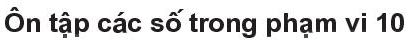 Ôn tập các số trong phạm vi 10